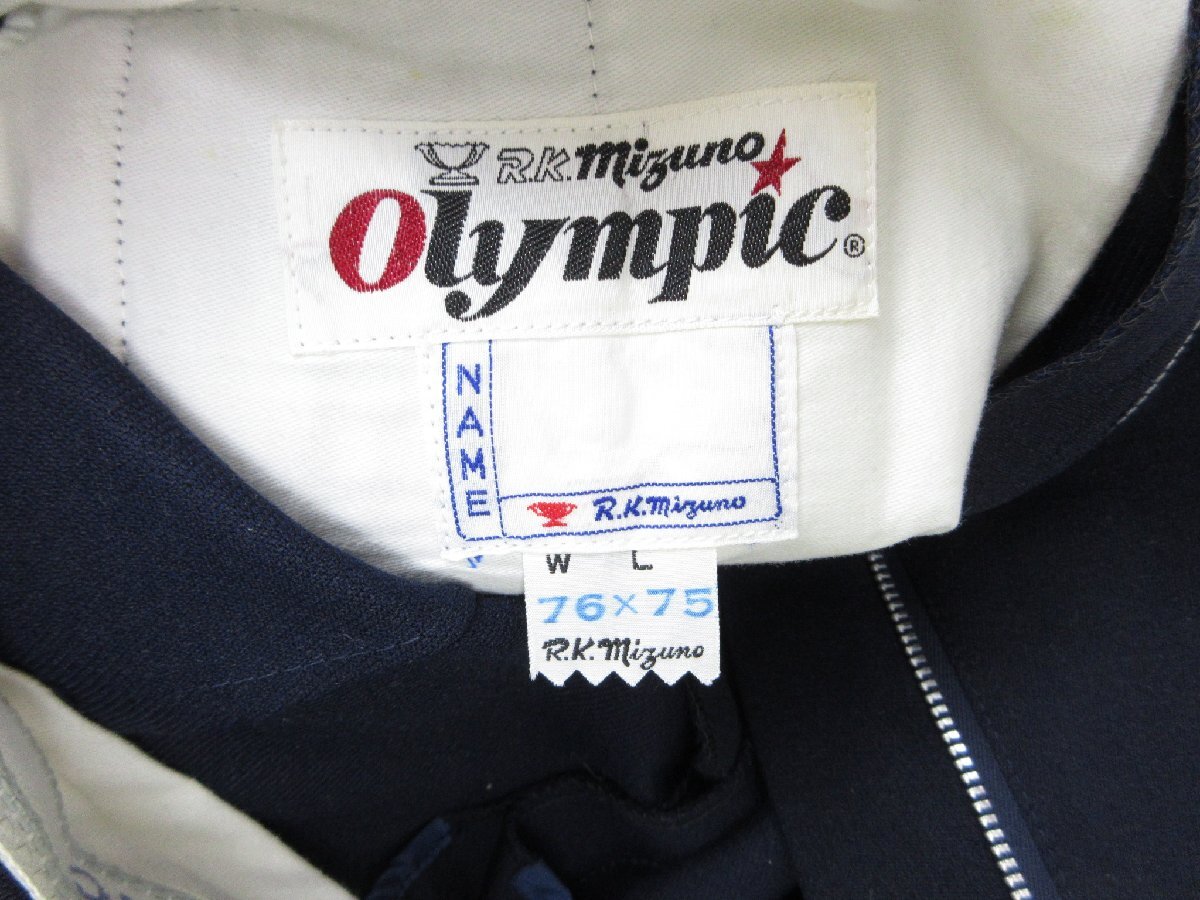 R.K. Mizuno
Olympic®
NAME
R.K. Mizuno
W L
76×75
R.K. Mizuno